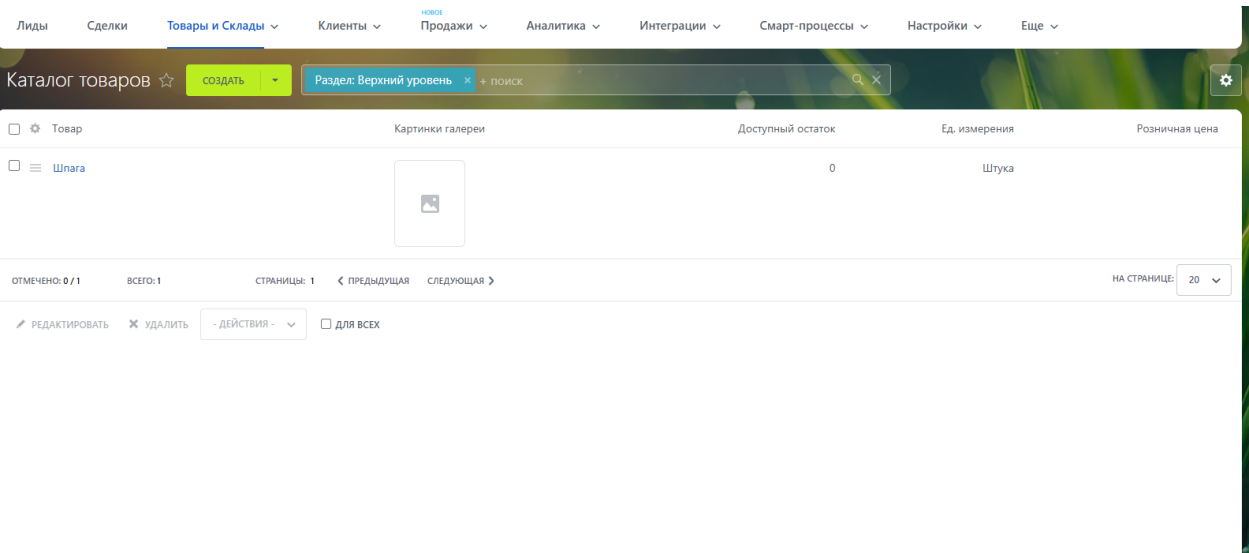 НОВОЕ
Лиды Сделки Товары и Склады Клиенты Продажи Аналитика Интеграции Смарт-процессы Настройки Еще
Каталог товаров СОЗДАТЬ Раздел: Верхний уровень × + поиск
Товар Картинки галереи Доступный остаток Ед. измерения Розничная цена
Шпага 0 Штука
ОТМЕЧЕНО: 0 / 1 ВСЕГО: 1 СТРАНИЦЫ: 1 ПРЕДЫДУЩАЯ СЛЕДУЮЩАЯ НА СТРАНИЦЕ: 20
РЕДАКТИРОВАТЬ УДАЛИТЬ - ДЕЙСТВИЯ - ДЛЯ ВСЕХ